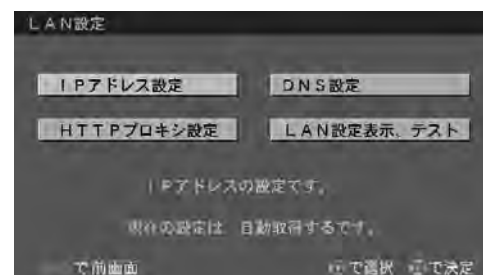 LAN設定
IPアドレス設定
DNS設定
HTTPプロキシ設定
LAN設定表示、テスト
IPアドレスの設定です。
現在の設定は、自動取得するです。
で前画面
で選択
で決定